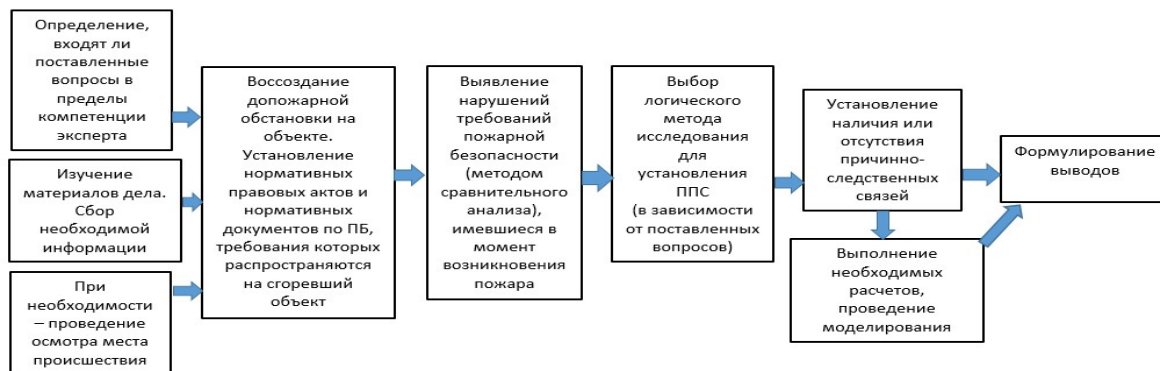 Определение,
входят ли
поставленные
вопросы в
пределы
компетенции
эксперта
Изучение
материалов дела.
Сбор
необходимой
информации
При
необходимости
– проведение
осмотра места
происшествия
Воссоздание
допожарной
обстановки на
объекте.
Установление
нормативных
правовых актов и
нормативных
документов по ПБ,
требования которых
распространяются
на сгоревший
объект
Выявление
нарушений
требований
пожарной
безопасности
(методом
сравнительного
анализа),
имевшиеся в
момент
возникновения
пожара
Выбор
логического
метода
исследования
для
установления
ППС
(в зависимости
от поставленных
вопросов)
Установление
наличия или
отсутствия
причинно-
следственных
связей
Выполнение
необходимых
расчетов,
проведение
моделирования
Формулирование
выводов